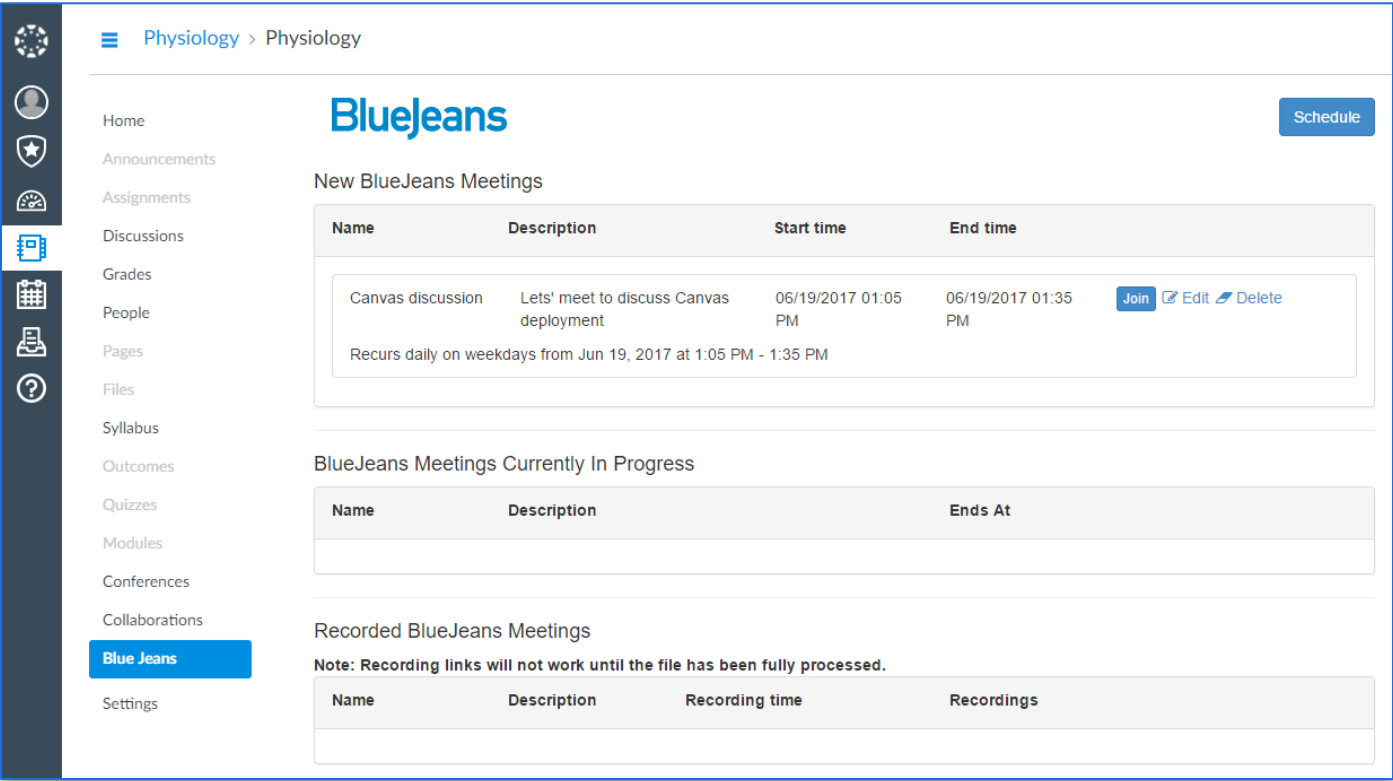 Physiology > Physiology
Home
Announcements
Assignments
Discussions
Grades
People
Pages
Files
Syllabus
Outcomes
Quizzes
Modules
Conferences
Collaborations
Blue Jeans
Settings
BlueJeans
Schedule
New BlueJeans Meetings
Name Description Start time End time
Canvas discussion Lets' meet to discuss Canvas 06/19/2017 01:05 06/19/2017 01:35 Join Edit Delete
deployment PM PM
Recurs daily on weekdays from Jun 19, 2017 at 1:05 PM - 1:35 PM
BlueJeans Meetings Currently In Progress
Name Description Ends At
Recorded BlueJeans Meetings
Note: Recording links will not work until the file has been fully processed.
Name Description Recording time Recordings